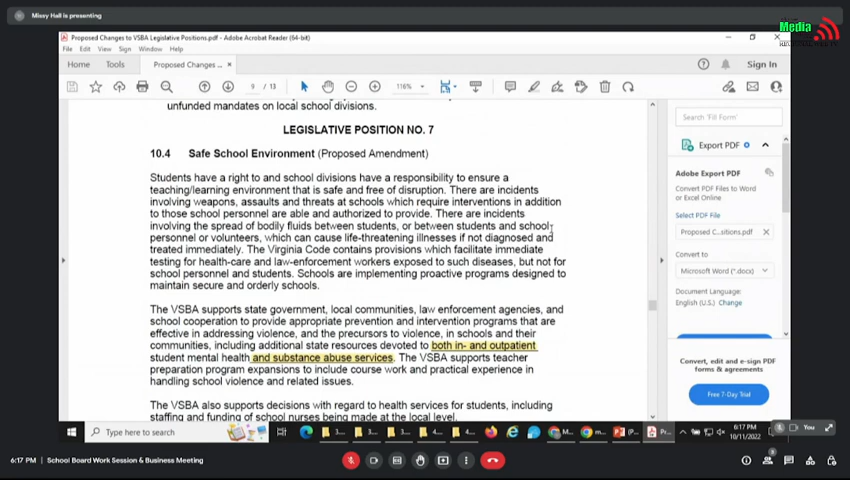 Missy Hall is presenting
Media
Proposed Changes to VSBA Legislative Positions.pdf - Adobe Acrobat Reader (64-bit)
File Edit View Sign Window Help
Home Tools Proposed Changes ... × Sign In
9 / 13 116%
unfunded mandates on local school divisions.
LEGISLATIVE POSITION NO. 7
10.4 Safe School Environment (Proposed Amendment)
Students have a right to and school divisions have a responsibility to ensure a
teaching/learning environment that is safe and free of disruption. There are incidents
involving weapons, assaults and threats at schools which require interventions in addition
to those school personnel are able and authorized to provide. There are incidents
involving the spread of bodily fluids between students, or between students and school
personnel or volunteers, which can cause life-threatening illnesses if not diagnosed and
treated immediately. The Virginia Code contains provisions which facilitate immediate
testing for health-care and law-enforcement workers exposed to such diseases, but not for
school personnel and students. Schools are implementing proactive programs designed to
maintain secure and orderly schools.
The VSBA supports state government, local communities, law enforcement agencies, and
school cooperation to provide appropriate prevention and intervention programs that are
effective in addressing violence, and the precursors to violence, in schools and their
communities, including additional state resources devoted to both in- and outpatient
student mental health and substance abuse services. The VSBA supports teacher
preparation program expansions to include course work and practical experience in
handling school violence and related issues.
The VSBA also supports decisions with regard to health services for students, including
staffing and funding of school nurses being made at the local level.
Search 'Fill Form'
Export PDF
Adobe Export PDF
Convert PDF Files to Word
or Excel Online
Select PDF File
Proposed C...sitions.pdf ×
Convert to
Microsoft Word (*.docx)
Document Language:
English (U.S.) Change
Convert, edit and e-sign PDF
forms & agreements
Free 7-Day Trial
Type here to search
6:17 PM
10/11/2022
You
6:17 PM School Board Work Session & Business Meeting